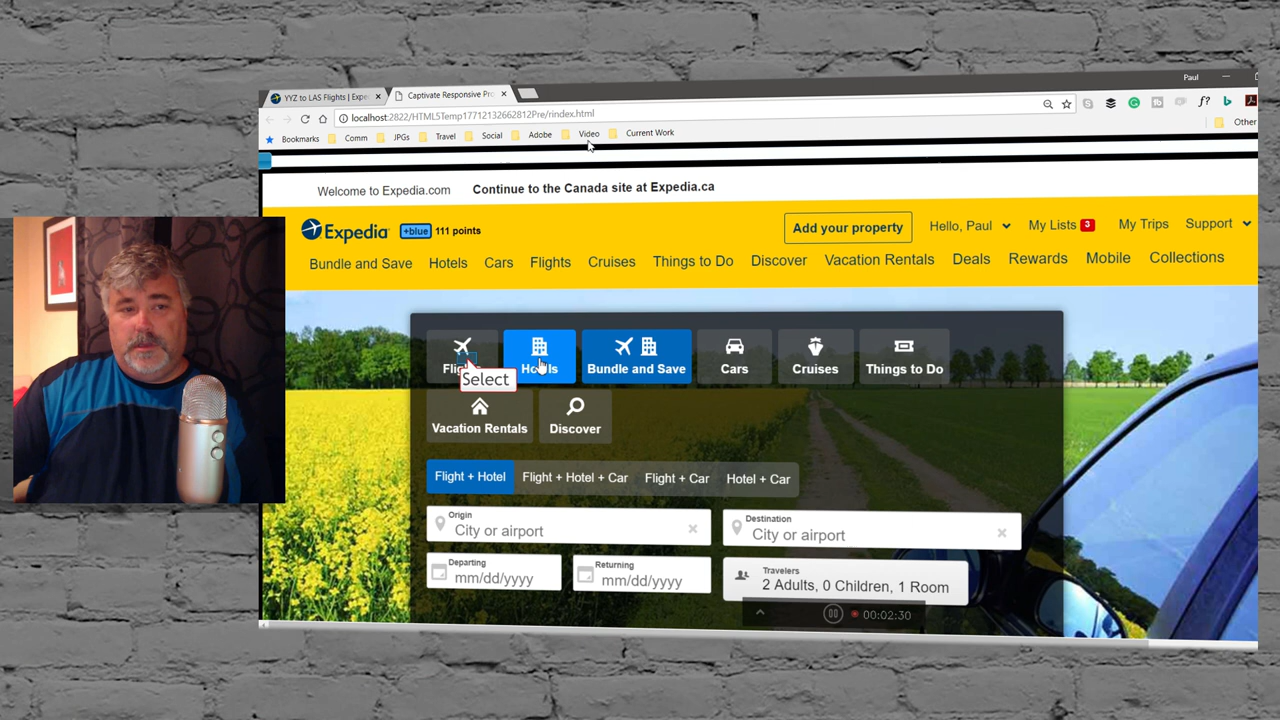 Paul
YYZ to LAS Flights | Expe
Captivate Responsive Pro
localhost:2822/HTML5Temp17712132662812Pre/rindex.html
Bookmarks Comm JPGs Travel Social Adobe Video Current Work Other
Welcome to Expedia.com Continue to the Canada site at Expedia.ca
Expedia +blue 111 points Add your property Hello, Paul My Lists 3 My Trips Support
Bundle and Save Hotels Cars Flights Cruises Things to Do Discover Vacation Rentals Deals Rewards Mobile Collections
Bundle and Save Cars Cruises Things to Do
Select
Vacation Rentals Discover
Flight + Hotel Flight + Hotel + Car Flight + Car Hotel + Car
Origin Destination
City or airport City or airport
Departing Returning Travelers
mm/dd/yyyy mm/dd/yyyy 2 Adults, 0 Children, 1 Room
00:02:30